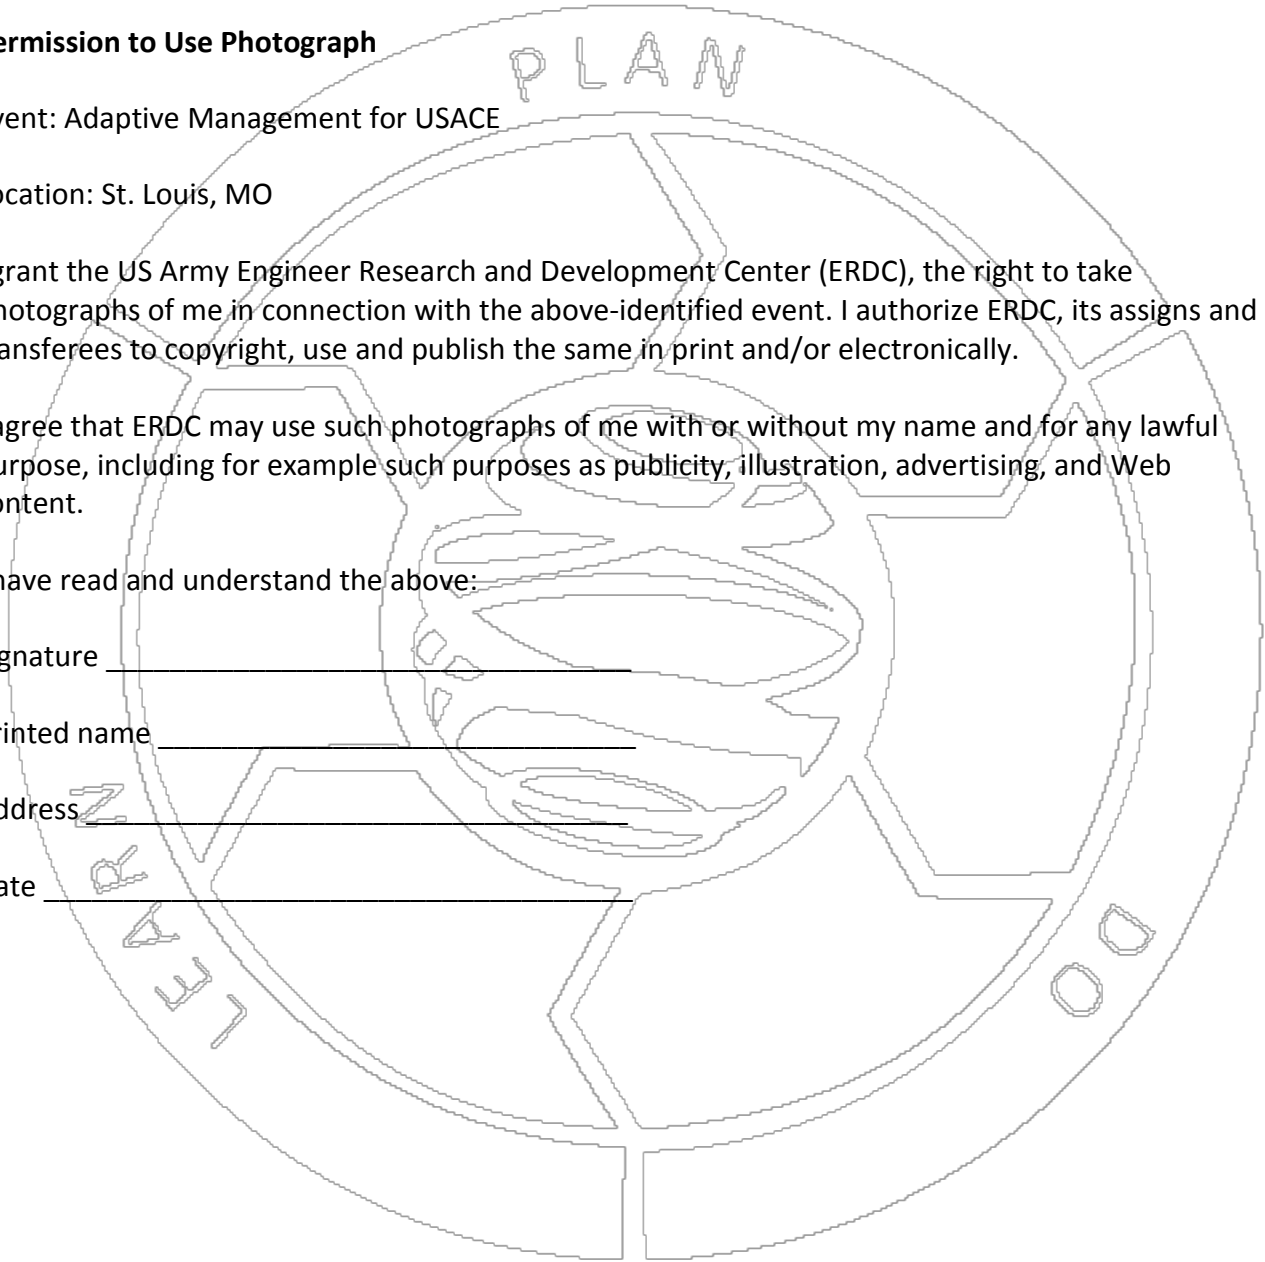 PLAN
ermission to Use Photograph
vent: Adaptive Management for USACE
ocation: St. Louis, MO
grant the US Army Engineer Research and Development Center (ERDC), the right to take
hotographs of me in connection with the above-identified event. I authorize ERDC, its assigns and
ansferees to copyright, use and publish the same in print and/or electronically.
agree that ERDC may use such photographs of me with or without my name and for any lawful
urpose, including for example such purposes as publicity, illustration, advertising, and Web
ontent.
have read and understand the above:
ignature
rinted name
ddress
ate
LEARN
DO